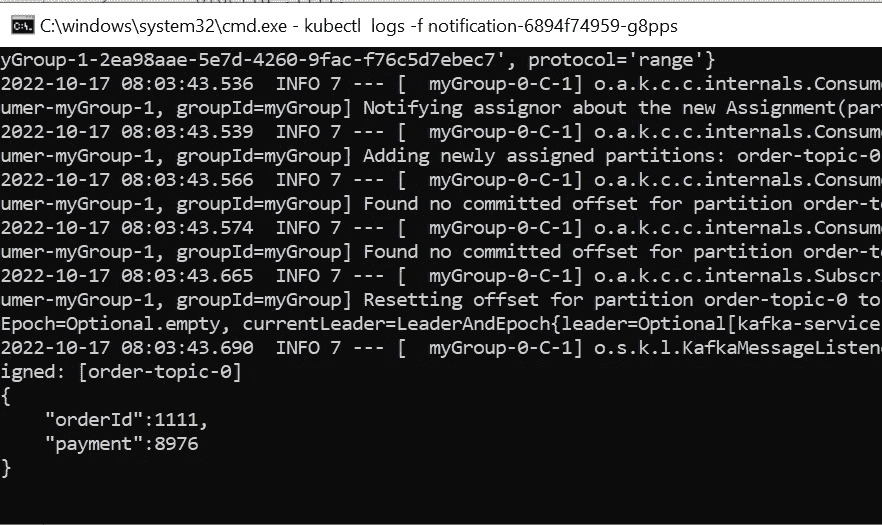 C:\windows\system32\cmd.exe - kubectl  logs -f notification-6894f74959-g8pps
yGroup-1-2ea98aae-5e7d-4260-9fac-f76c5d7ebec7', protocol='range'}
2022-10-17 08:03:43.536  INFO 7 --- [  myGroup-0-C-1] o.a.k.c.c.internals.Consume
umer-myGroup-1, groupId=myGroup] Notifying assignor about the new Assignment(par
2022-10-17 08:03:43.539  INFO 7 --- [  myGroup-0-C-1] o.a.k.c.c.internals.Consume
umer-myGroup-1, groupId=myGroup] Adding newly assigned partitions: order-topic-0
2022-10-17 08:03:43.566  INFO 7 --- [  myGroup-0-C-1] o.a.k.c.c.internals.Consume
umer-myGroup-1, groupId=myGroup] Found no committed offset for partition order-to
2022-10-17 08:03:43.574  INFO 7 --- [  myGroup-0-C-1] o.a.k.c.c.internals.Consume
umer-myGroup-1, groupId=myGroup] Found no committed offset for partition order-to
2022-10-17 08:03:43.665  INFO 7 --- [  myGroup-0-C-1] o.a.k.c.c.internals.Subscri
umer-myGroup-1, groupId=myGroup] Resetting offset for partition order-topic-0 to
Epoch=Optional.empty, currentLeader=LeaderAndEpoch{leader=Optional[kafka-service
2022-10-17 08:03:43.690  INFO 7 --- [  myGroup-0-C-1] o.s.k.l.KafkaMessageListen
igned: [order-topic-0]
{
    "orderId":1111,
    "payment":8976
}